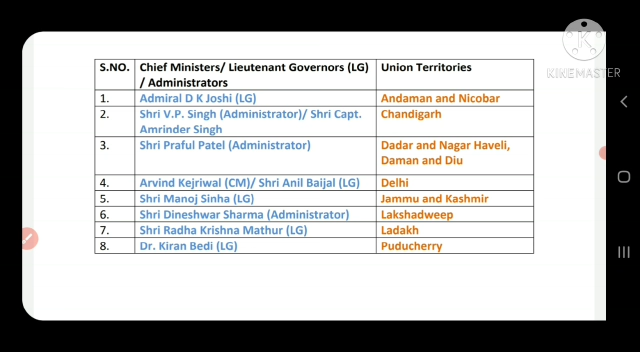 KINEMASTER
S.NO. Chief Ministers/ Lieutenant Governors (LG) / Administrators Union Territories
1. Admiral D K Joshi (LG) Andaman and Nicobar
2. Shri V.P. Singh (Administrator)/ Shri Capt. Amrinder Singh Chandigarh
3. Shri Praful Patel (Administrator) Dadar and Nagar Haveli, Daman and Diu
4. Arvind Kejriwal (CM)/ Shri Anil Baijal (LG) Delhi
5. Shri Manoj Sinha (LG) Jammu and Kashmir
6. Shri Dineshwar Sharma (Administrator) Lakshadweep
7. Shri Radha Krishna Mathur (LG) Ladakh
8. Dr. Kiran Bedi (LG) Puducherry